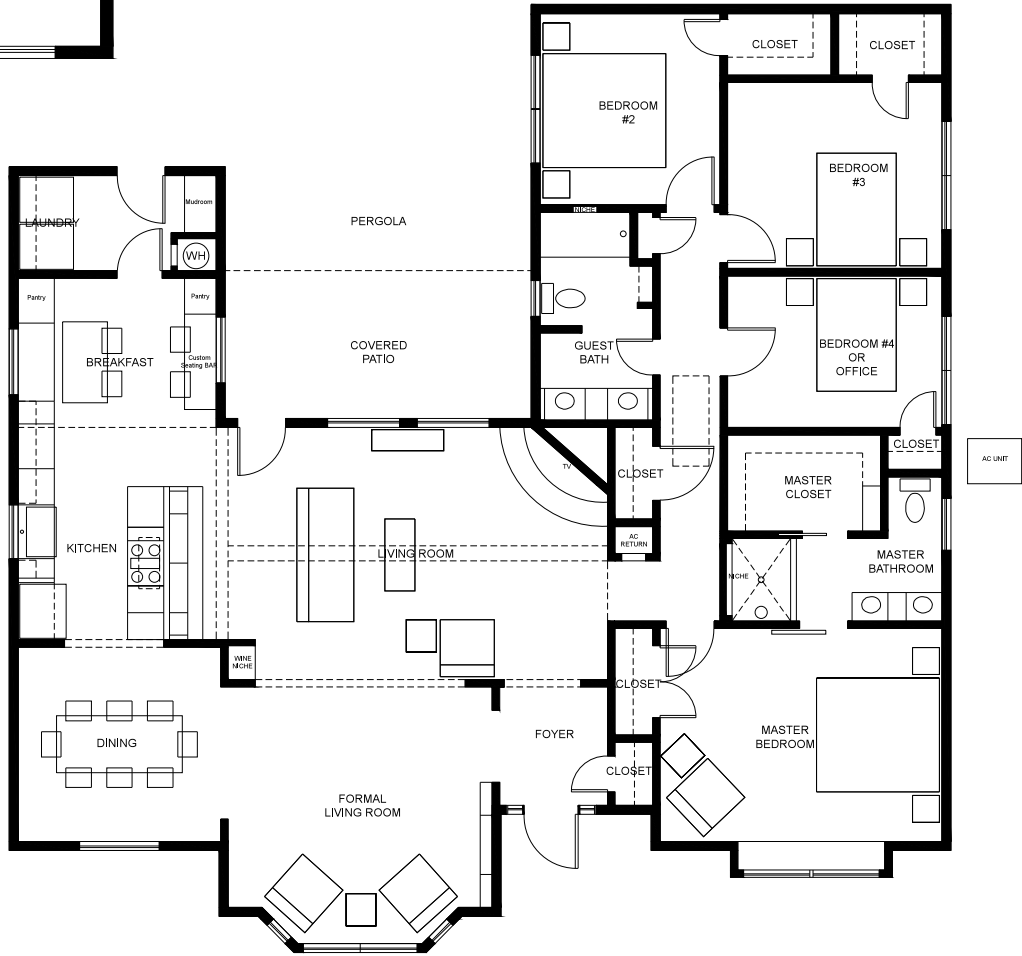 CLOSET
CLOSET
BEDROOM
#2
BEDROOM
#3
Mudroom
NICHE
LAUNDRY
PERGOLA
WH
Pantry
Pantry
COVERED
PATIO
GUEST
BATH
BEDROOM #4
OR
OFFICE
BREAKFAST
Custom
Seating BAR
CLOSET
AC UNIT
TV
CLOSET
MASTER
CLOSET
AC
RETURN
KITCHEN
LIVING ROOM
MASTER
BATHROOM
NICHE
WINE
NICHE
CLOSET
FOYER
MASTER
BEDROOM
DINING
CLOSET
FORMAL
LIVING ROOM